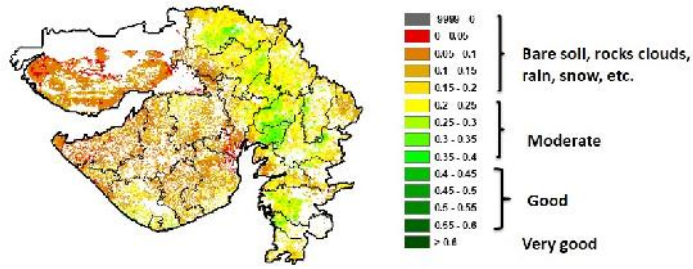 -9999 - 0
0 - 0.05
0.05 - 0.1
0.1 - 0.15
0.15 - 0.2
0.2 - 0.25
0.25 - 0.3
0.3 - 0.35
0.35 - 0.4
0.4 - 0.45
0.45 - 0.5
0.5 - 0.55
0.55 - 0.6
> 0.6
Bare soil, rocks clouds,
rain, snow, etc.
Moderate
Good
Very good